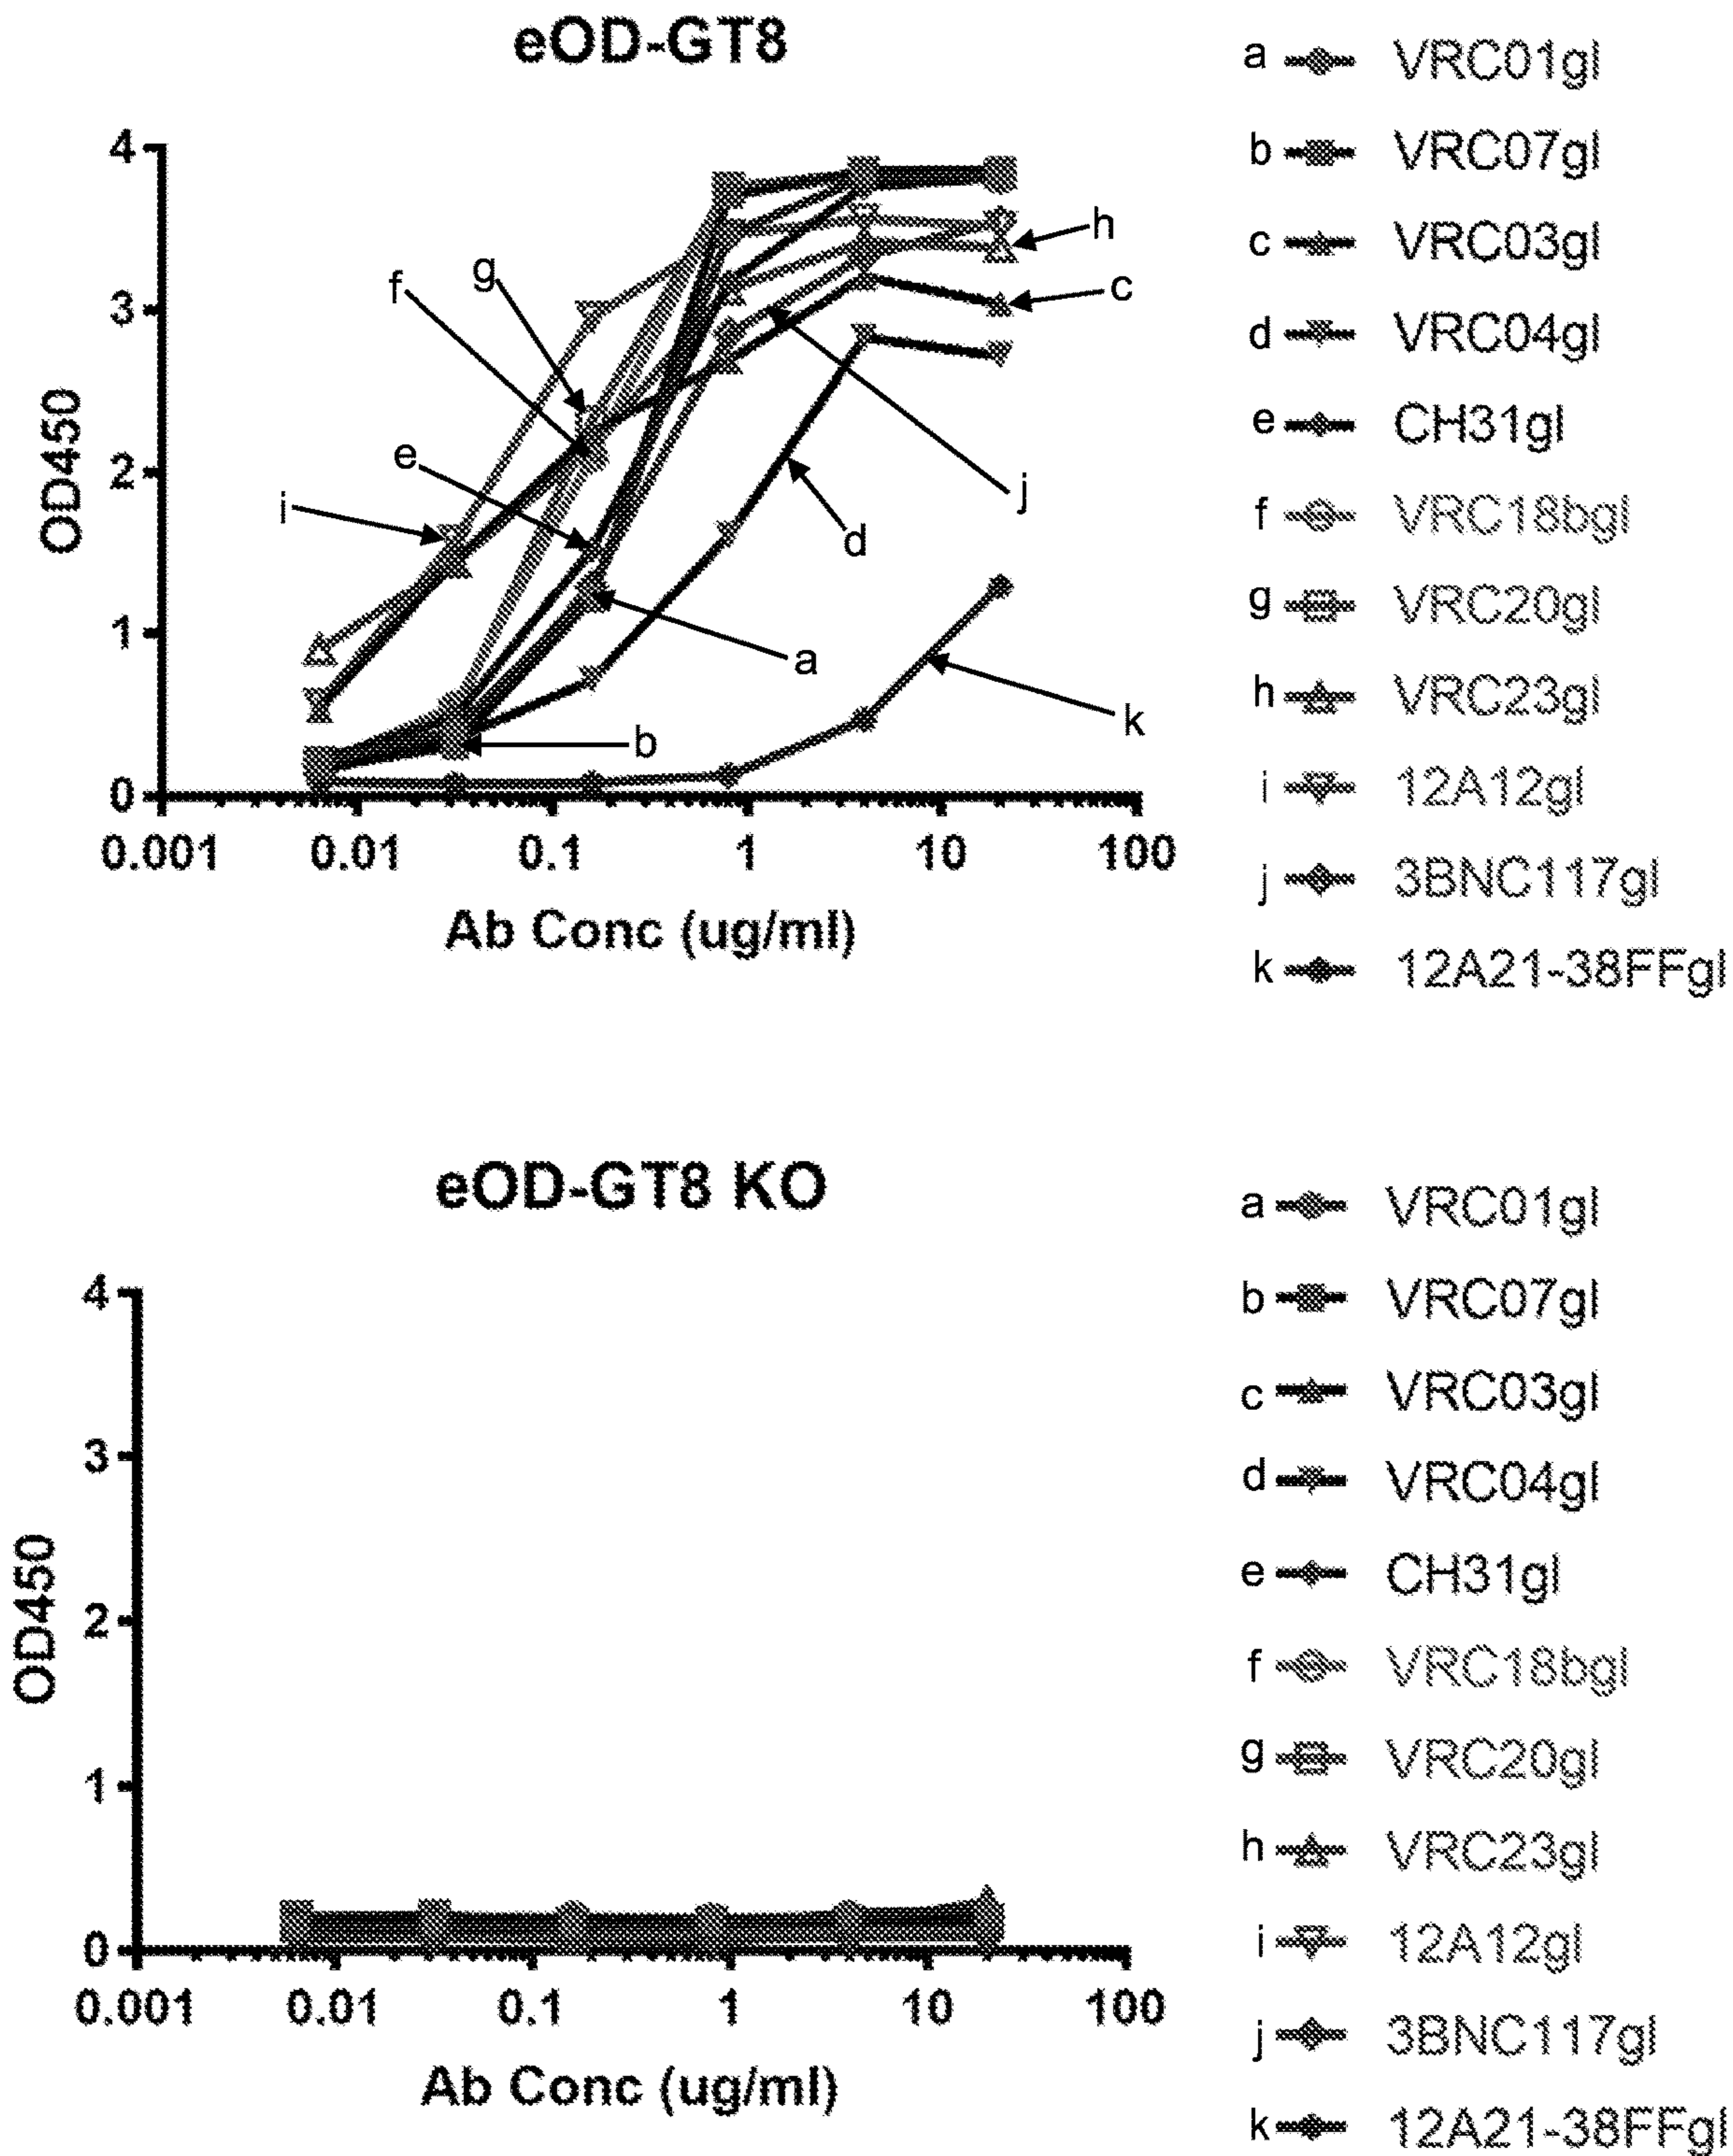 eOD-GT8
a VRC01gl
b VRC07gl
c VRC03gl
d VRC04gl
e CH31gl
f VRC18bgl
g VRC20gl
h VRC23gl
i 12A12gl
j 3BNC117gl
k 12A21-38FFgl
OD450
4
3
2
1
0
0.001 0.01 0.1 1 10 100
Ab Conc (ug/ml)
f
g
e
i
h
c
j
d
a
k
b
eOD-GT8 KO
a VRC01gl
b VRC07gl
c VRC03gl
d VRC04gl
e CH31gl
f VRC18bgl
g VRC20gl
h VRC23gl
i 12A12gl
j 3BNC117gl
k 12A21-38FFgl
OD450
4
3
2
1
0
0.001 0.01 0.1 1 10 100
Ab Conc (ug/ml)